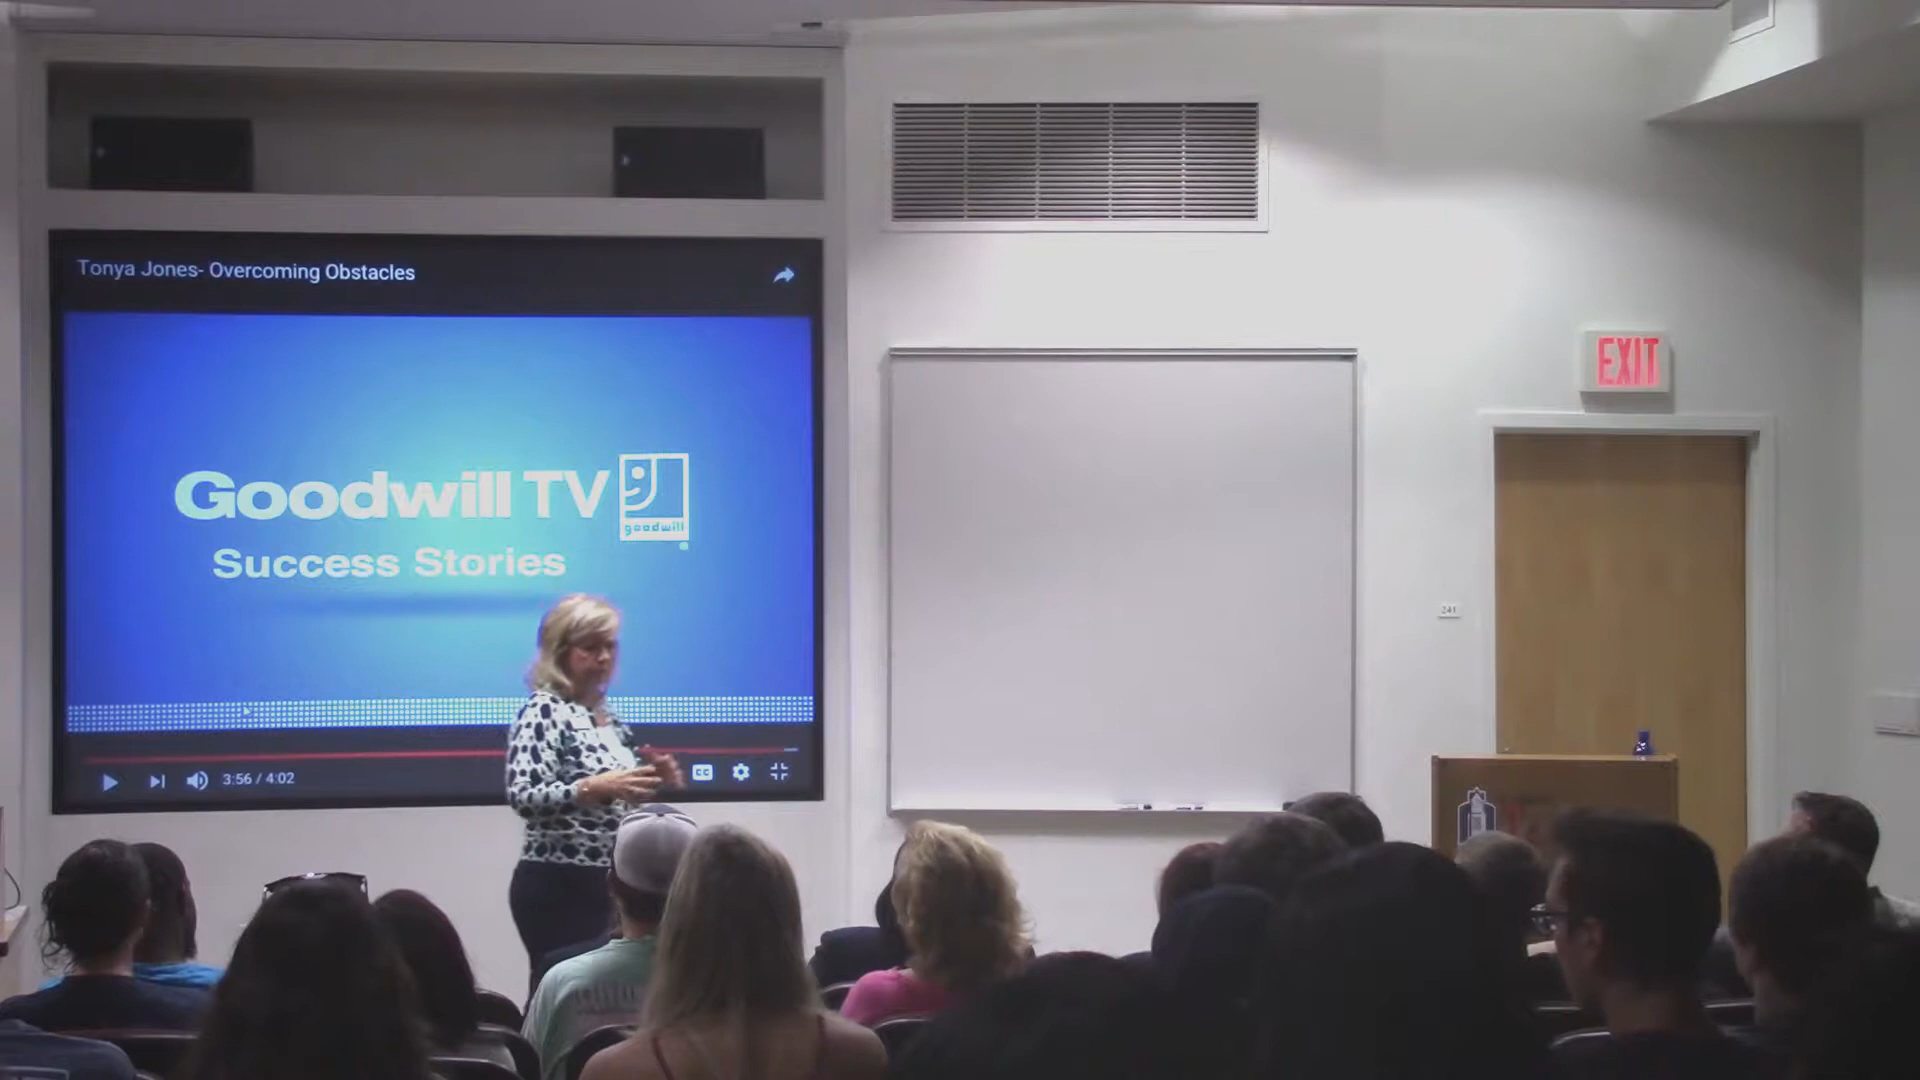 Tonya Jones- Overcoming Obstacles
Goodwill TV
goodwill
Success Stories
3:56 / 4:02
CC
EXIT
241